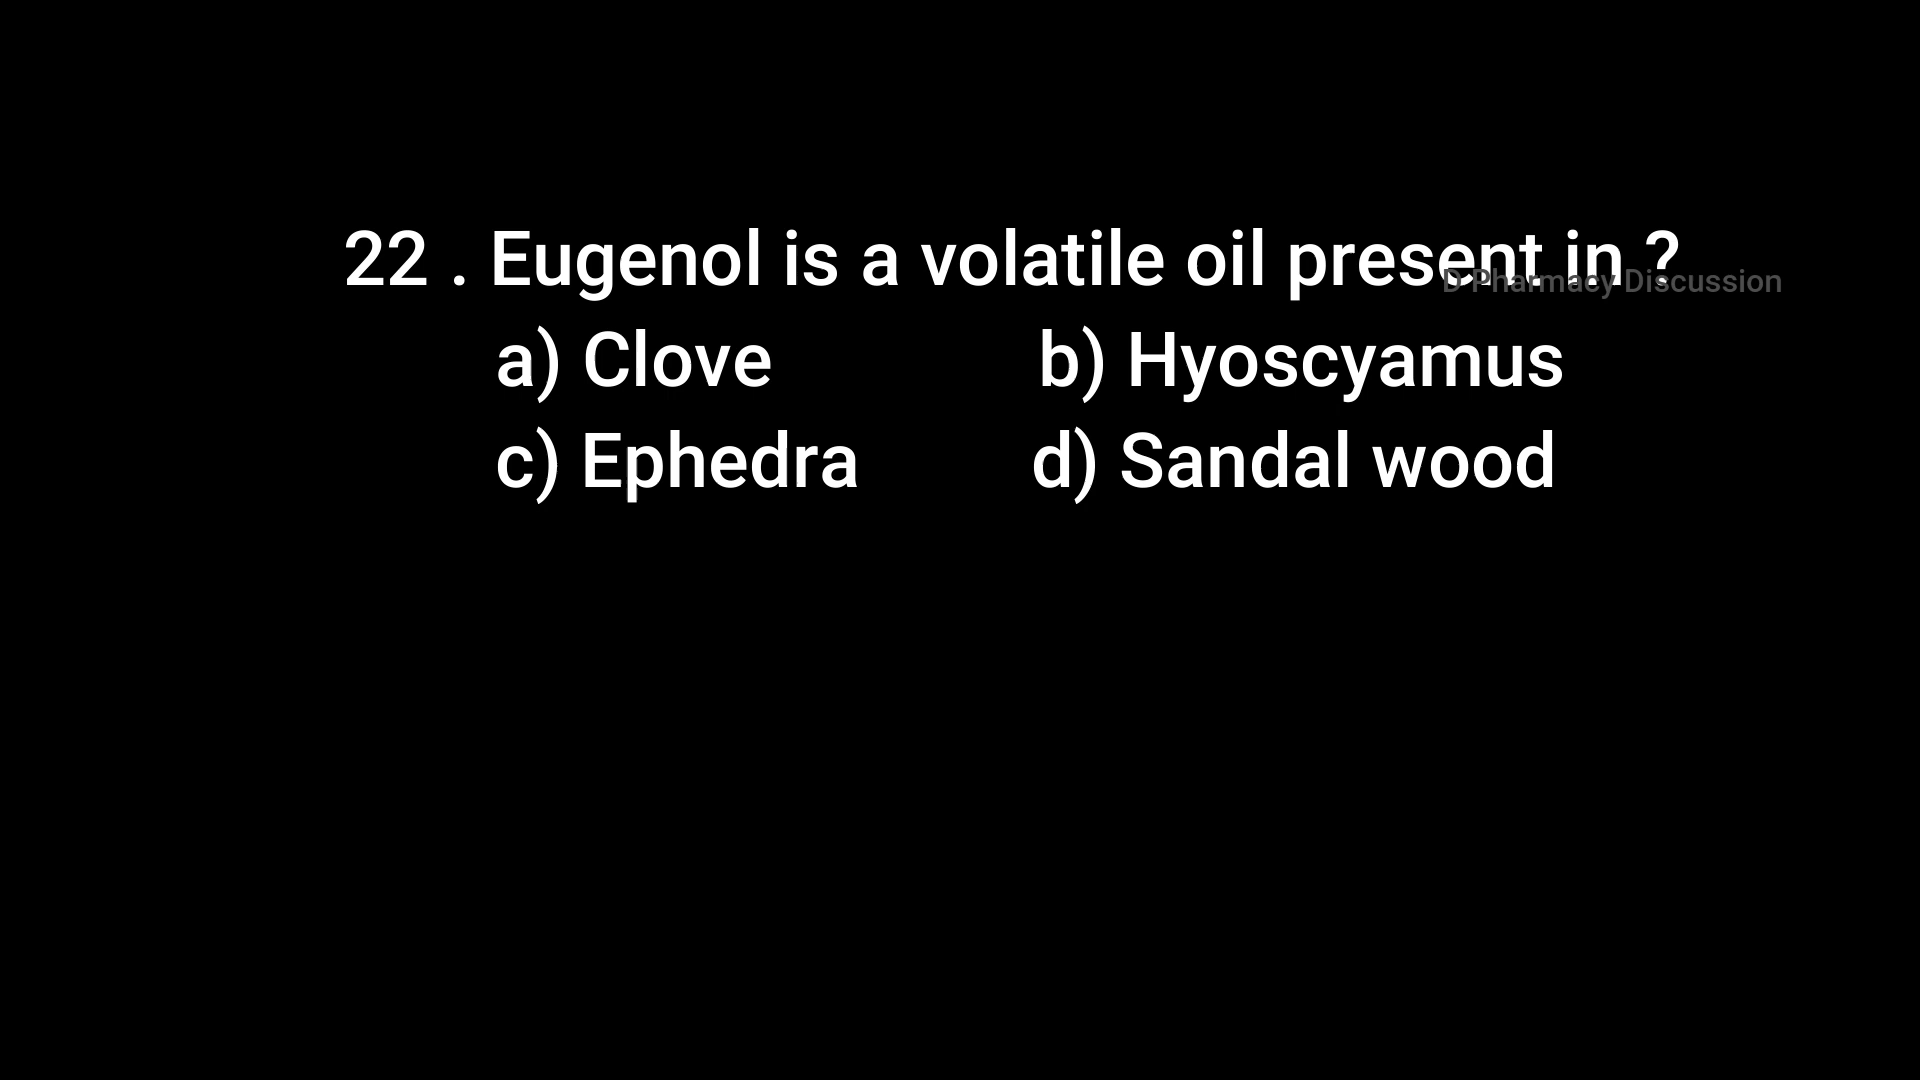 22 . Eugenol is a volatile oil present in ?
D Pharmacy Discussion
a) Clove b) Hyoscyamus
c) Ephedra d) Sandal wood